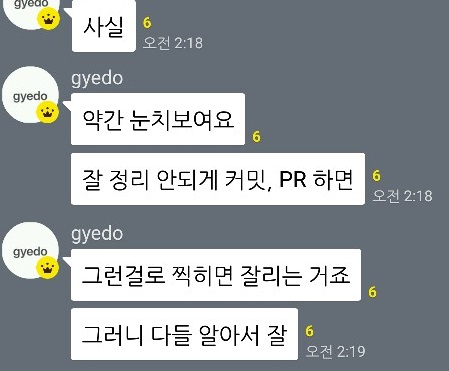 gyedo
사실
6
오전 2:18
gyedo
gyedo
약간 눈치보여요
6
잘 정리 안되게 커밋, PR 하면
6
오전 2:18
gyedo
gyedo
그런걸로 찍히면 잘리는 거죠
6
그러니 다들 알아서 잘
6
오전 2:19